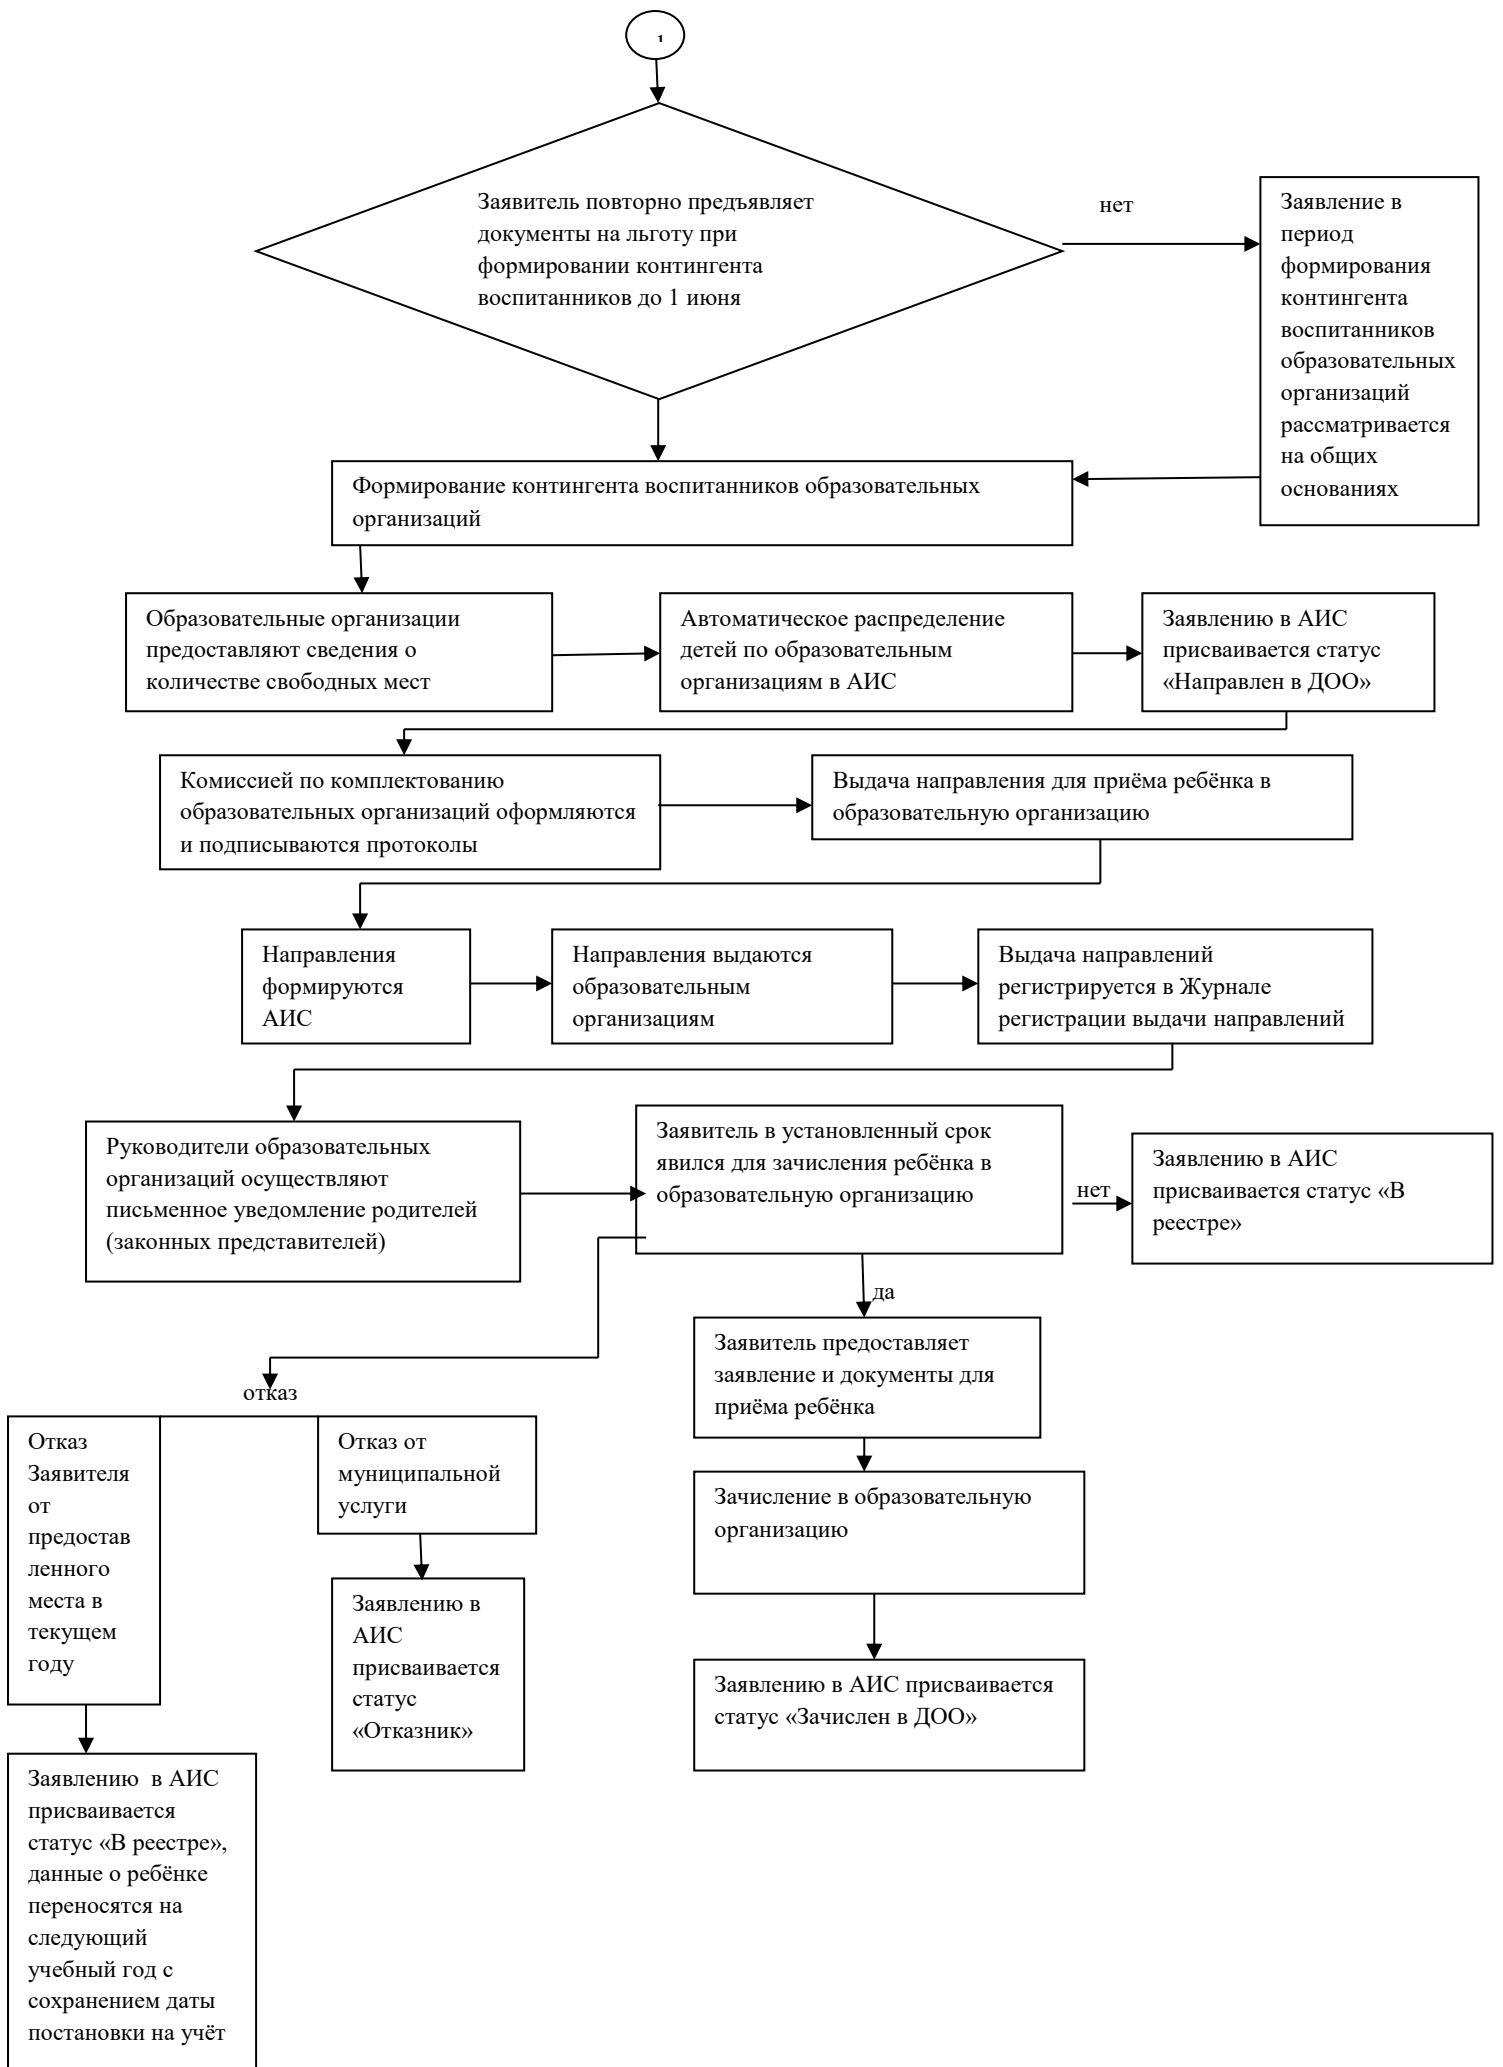 1
Заявитель повторно предъявляет
документы на льготу при
формировании контингента
воспитанников до 1 июня
нет
Заявление в
период
формирования
контингента
воспитанников
образовательных
организаций
рассматривается
на общих
основаниях
Формирование контингента воспитанников образовательных
организаций
Образовательные организации
предоставляют сведения о
количестве свободных мест
Автоматическое распределение
детей по образовательным
организациям в АИС
Заявлению в АИС
присваивается статус
«Направлен в ДОО»
Комиссией по комплектованию
образовательных организаций оформляются
и подписываются протоколы
Выдача направления для приёма ребёнка в
образовательную организацию
Направления
формируются
АИС
Направления выдаются
образовательным
организациям
Выдача направлений
регистрируется в Журнале
регистрации выдачи направлений
Руководители образовательных
организаций осуществляют
письменное уведомление родителей
(законных представителей)
Заявитель в установленный срок
явился для зачисления ребёнка в
образовательную организацию
нет
Заявлению в АИС
присваивается статус «В
реестре»
да
Заявитель предоставляет
заявление и документы для
приёма ребёнка
отказ
Отказ
Заявителя
от
предостав
ленного
места в
текущем
году
Отказ от
муниципальной
услуги
Зачисление в образовательную
организацию
Заявлению в
АИС
присваивается
статус
«Отказник»
Заявлению в АИС присваивается
статус «Зачислен в ДОО»
Заявлению  в АИС
присваивается
статус «В реестре»,
данные о ребёнке
переносятся на
следующий
учебный год с
сохранением даты
постановки на учёт